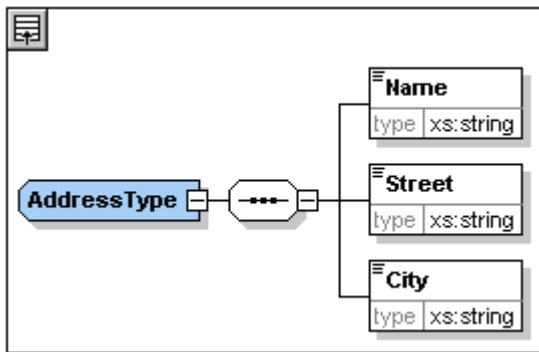 Name
type xs:string
AddressType
Street
type xs:string
City
type xs:string